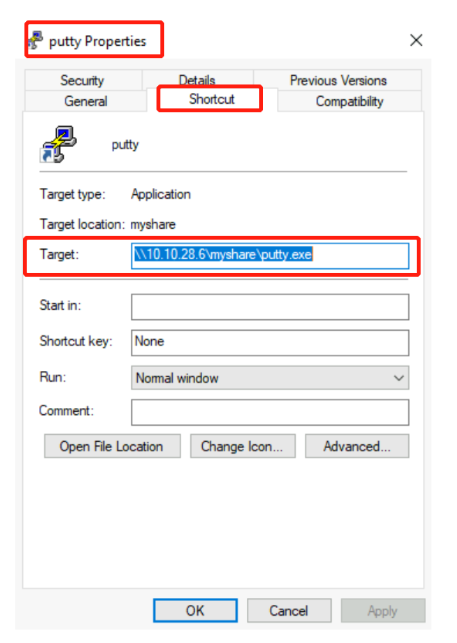 putty Properties
Security Details Previous Versions
General Shortcut Compatibility
putty
Target type: Application
Target location: myshare
Target: \\10.10.28.6\myshare\putty.exe
Start in:
Shortcut key: None
Run: Normal window
Comment:
Open File Location Change Icon... Advanced...
OK Cancel Apply